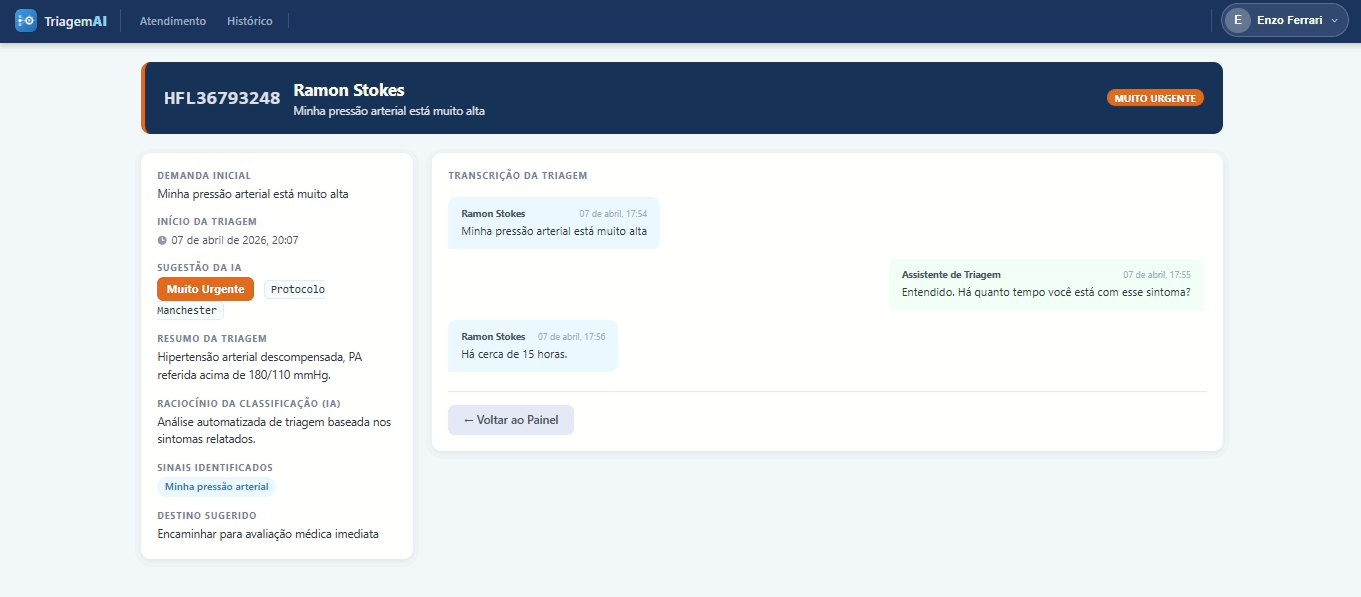 TriagemAI
Atendimento
Histórico
E
Enzo Ferrari
HFL36793248
Ramon Stokes
Minha pressão arterial está muito alta
MUITO URGENTE
DEMANDA INICIAL
Minha pressão arterial está muito alta
INÍCIO DA TRIAGEM
07 de abril de 2026, 20:07
SUGESTÃO DA IA
Muito Urgente
Protocolo
Manchester
RESUMO DA TRIAGEM
Hipertensão arterial descompensada, PA
referida acima de 180/110 mmHg.
RACIOCÍNIO DA CLASSIFICAÇÃO (IA)
Análise automatizada de triagem baseada nos
sintomas relatados.
SINAIS IDENTIFICADOS
Minha pressão arterial
DESTINO SUGERIDO
Encaminhar para avaliação médica imediata
TRANSCRIÇÃO DA TRIAGEM
Ramon Stokes 07 de abril, 17:54
Minha pressão arterial está muito alta
Assistente de Triagem 07 de abril, 17:55
Entendido. Há quanto tempo você está com esse sintoma?
Ramon Stokes 07 de abril, 17:56
Há cerca de 15 horas.
← Voltar ao Painel